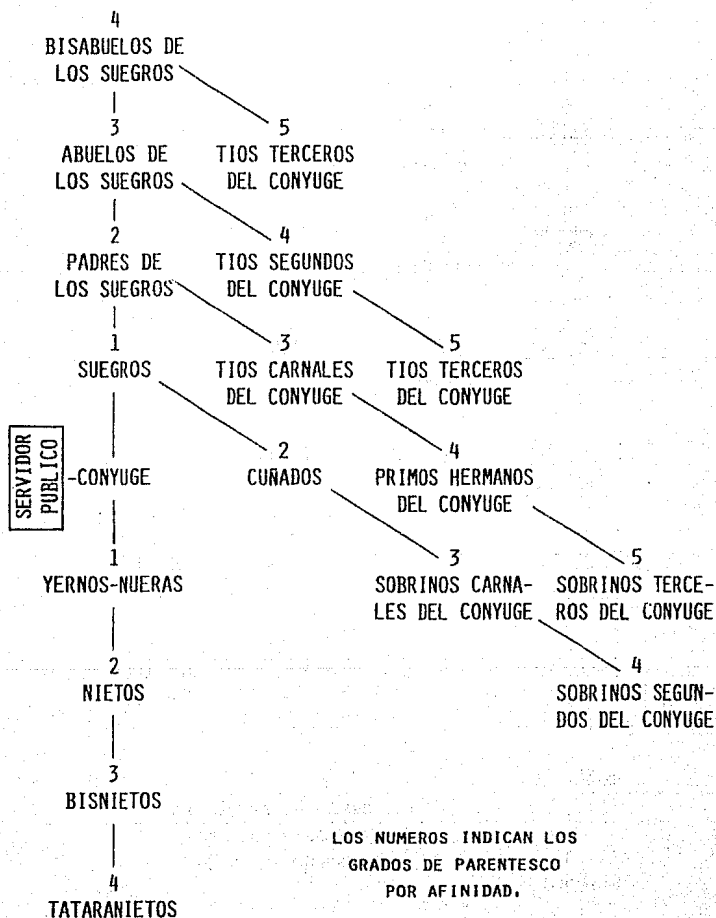 4
BISABUELOS DE
LOS SUEGROS
3
ABUELOS DE
LOS SUEGROS
5
TIOS TERCEROS
DEL CONYUGE
2
PADRES DE
LOS SUEGROS
4
TIOS SEGUNDOS
DEL CONYUGE
1
SUEGROS
3
TIOS CARNALES
DEL CONYUGE
5
TIOS TERCEROS
DEL CONYUGE
SERVIDOR
PUBLICO
-CONYUGE
2
CUÑADOS
4
PRIMOS HERMANOS
DEL CONYUGE
1
YERNOS-NUERAS
3
SOBRINOS CARNA-
LES DEL CONYUGE
5
SOBRINOS TERCE-
ROS DEL CONYUGE
2
NIETOS
4
SOBRINOS SEGUN-
DOS DEL CONYUGE
3
BISNIETOS
4
TATARANIETOS
LOS NUMEROS INDICAN LOS
GRADOS DE PARENTESCO
POR AFINIDAD.